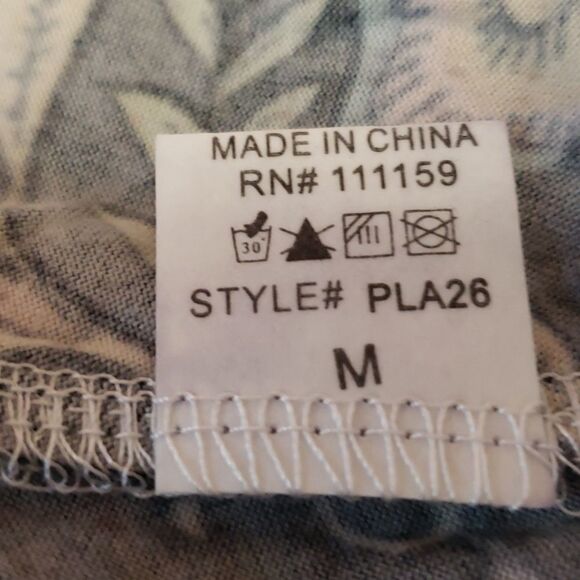 MADE IN CHINA
RN# 111159
30°
STYLE# PLA26
M